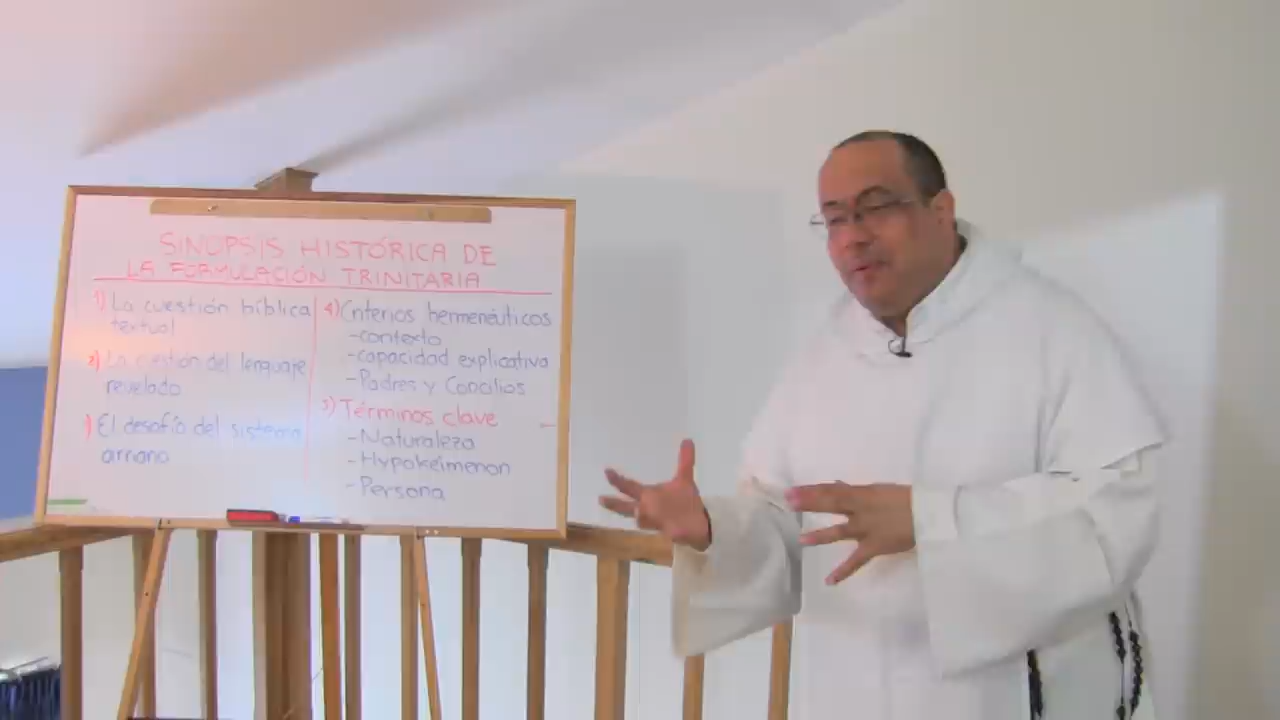 SINOPSIS HISTÓRICA DE
LA FORMULACIÓN TRINITARIA
1) La cuestión bíblica
textual
2) La cuestión del lenguaje
revelado
3) El desafío del sistema
arriano
4) Criterios hermenéuticos
-contexto
-capacidad explicativa
-Padres y Concilios
5) Términos clave
-Naturaleza
-Hypokeímenon
-Persona